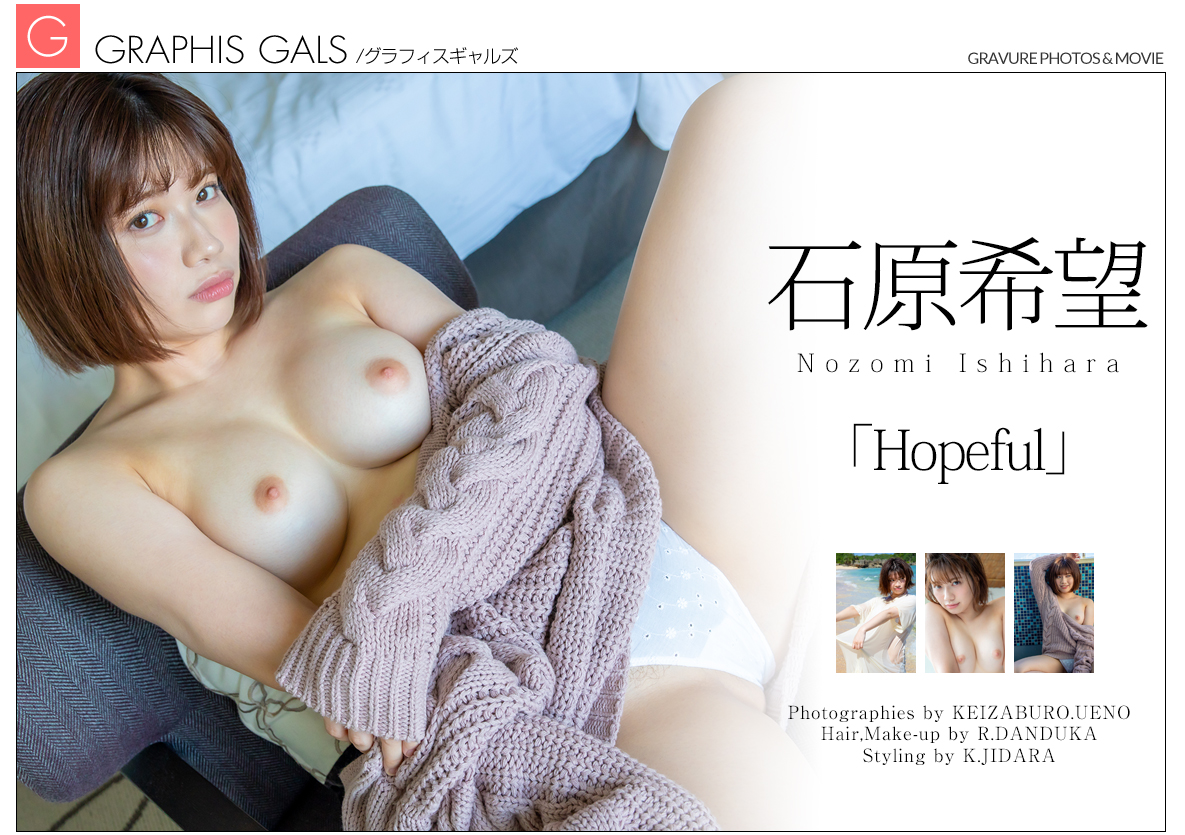 G
GRAPHIS GALS /グラフィスギャルズ
GRAVURE PHOTOS & MOVIE
石原希望
Nozomi Ishihara
「Hopeful」
Photographies by KEIZABURO.UENO
Hair,Make-up by R.DANDUKA
Styling by K.JIDARA